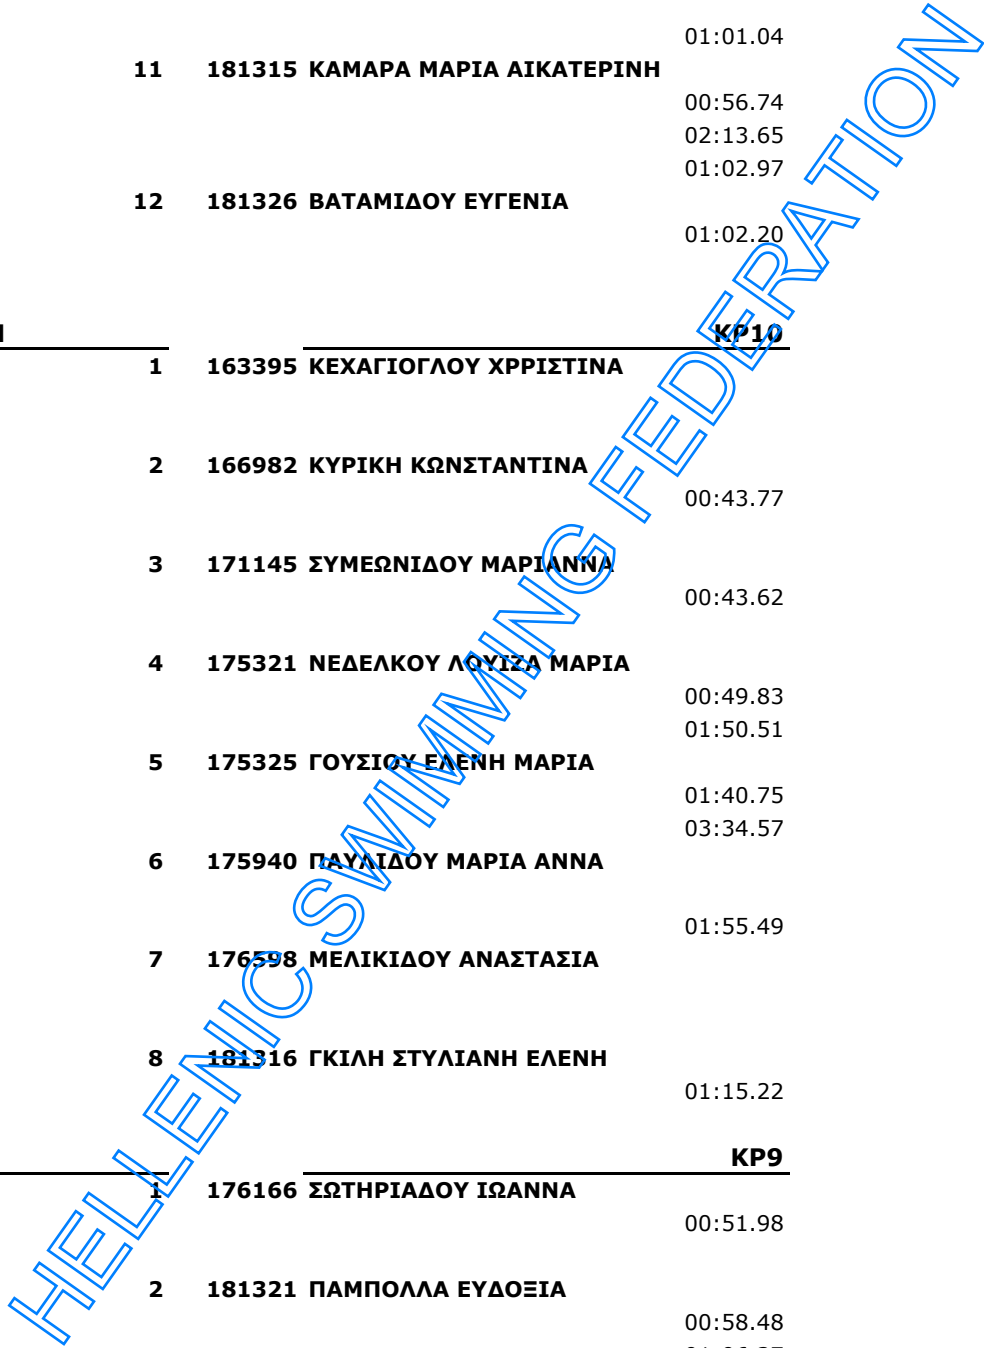 01:01.04
11 181315 ΚΑΜΑΡΑ ΜΑΡΙΑ ΑΙΚΑΤΕΡΙΝΗ
00:56.74
02:13.65
01:02.97
12 181326 ΒΑΤΑΜΙΔΟΥ ΕΥΓΕΝΙΑ
01:02.20
ΚΡ10
1 163395 ΚΕΧΑΓΙΟΓΛΟΥ ΧΡΡΙΣΤΙΝΑ
2 166982 ΚΥΡΙΚΗ ΚΩΝΣΤΑΝΤΙΝΑ
00:43.77
3 171145 ΣΥΜΕΩΝΙΔΟΥ ΜΑΡΙΑΝΝΑ
00:43.62
4 175321 ΝΕΔΕΛΚΟΥ ΛΟΥΙΖΑ ΜΑΡΙΑ
00:49.83
01:50.51
5 175325 ΓΟΥΣΙΟΥ ΕΛΕΝΗ ΜΑΡΙΑ
01:40.75
03:34.57
6 175940 ΠΑΥΛΙΔΟΥ ΜΑΡΙΑ ΑΝΝΑ
01:55.49
7 176598 ΜΕΛΙΚΙΔΟΥ ΑΝΑΣΤΑΣΙΑ
8 181316 ΓΚΙΛΗ ΣΤΥΛΙΑΝΗ ΕΛΕΝΗ
01:15.22
ΚΡ9
1 176166 ΣΩΤΗΡΙΑΔΟΥ ΙΩΑΝΝΑ
00:51.98
2 181321 ΠΑΜΠΟΛΛΑ ΕΥΔΟΞΙΑ
00:58.48
HELLENIC SWIMMING FEDERATION